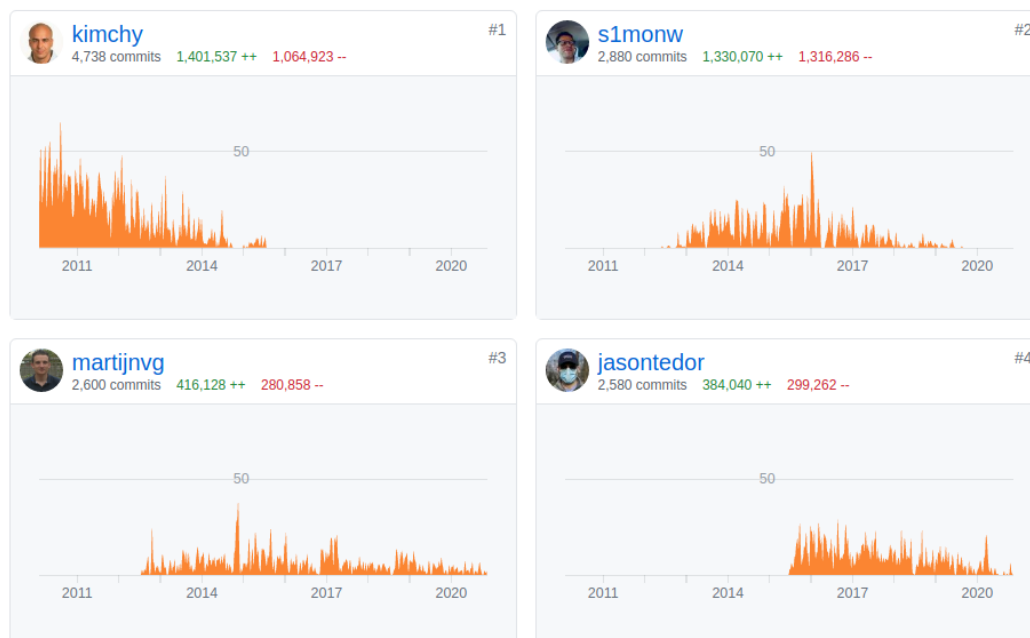 kimchy
#1
4,738 commits 1,401,537 ++ 1,064,923 --
50
2011 2014 2017 2020
s1monw
#2
2,880 commits 1,330,070 ++ 1,316,286 --
50
2011 2014 2017 2020
martijnvg
#3
2,600 commits 416,128 ++ 280,858 --
50
2011 2014 2017 2020
jasontedor
#4
2,580 commits 384,040 ++ 299,262 --
50
2011 2014 2017 2020